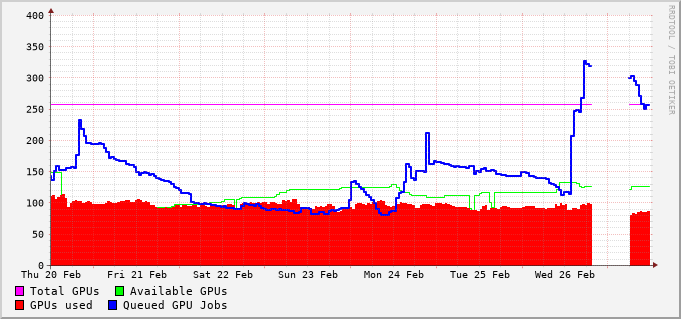 RRDTOOL / TOBI OETIKER
400
350
300
250
200
150
100
50
0
Thu 20 Feb Fri 21 Feb Sat 22 Feb Sun 23 Feb Mon 24 Feb Tue 25 Feb Wed 26 Feb
Total GPUs Available GPUs
GPUs used Queued GPU Jobs